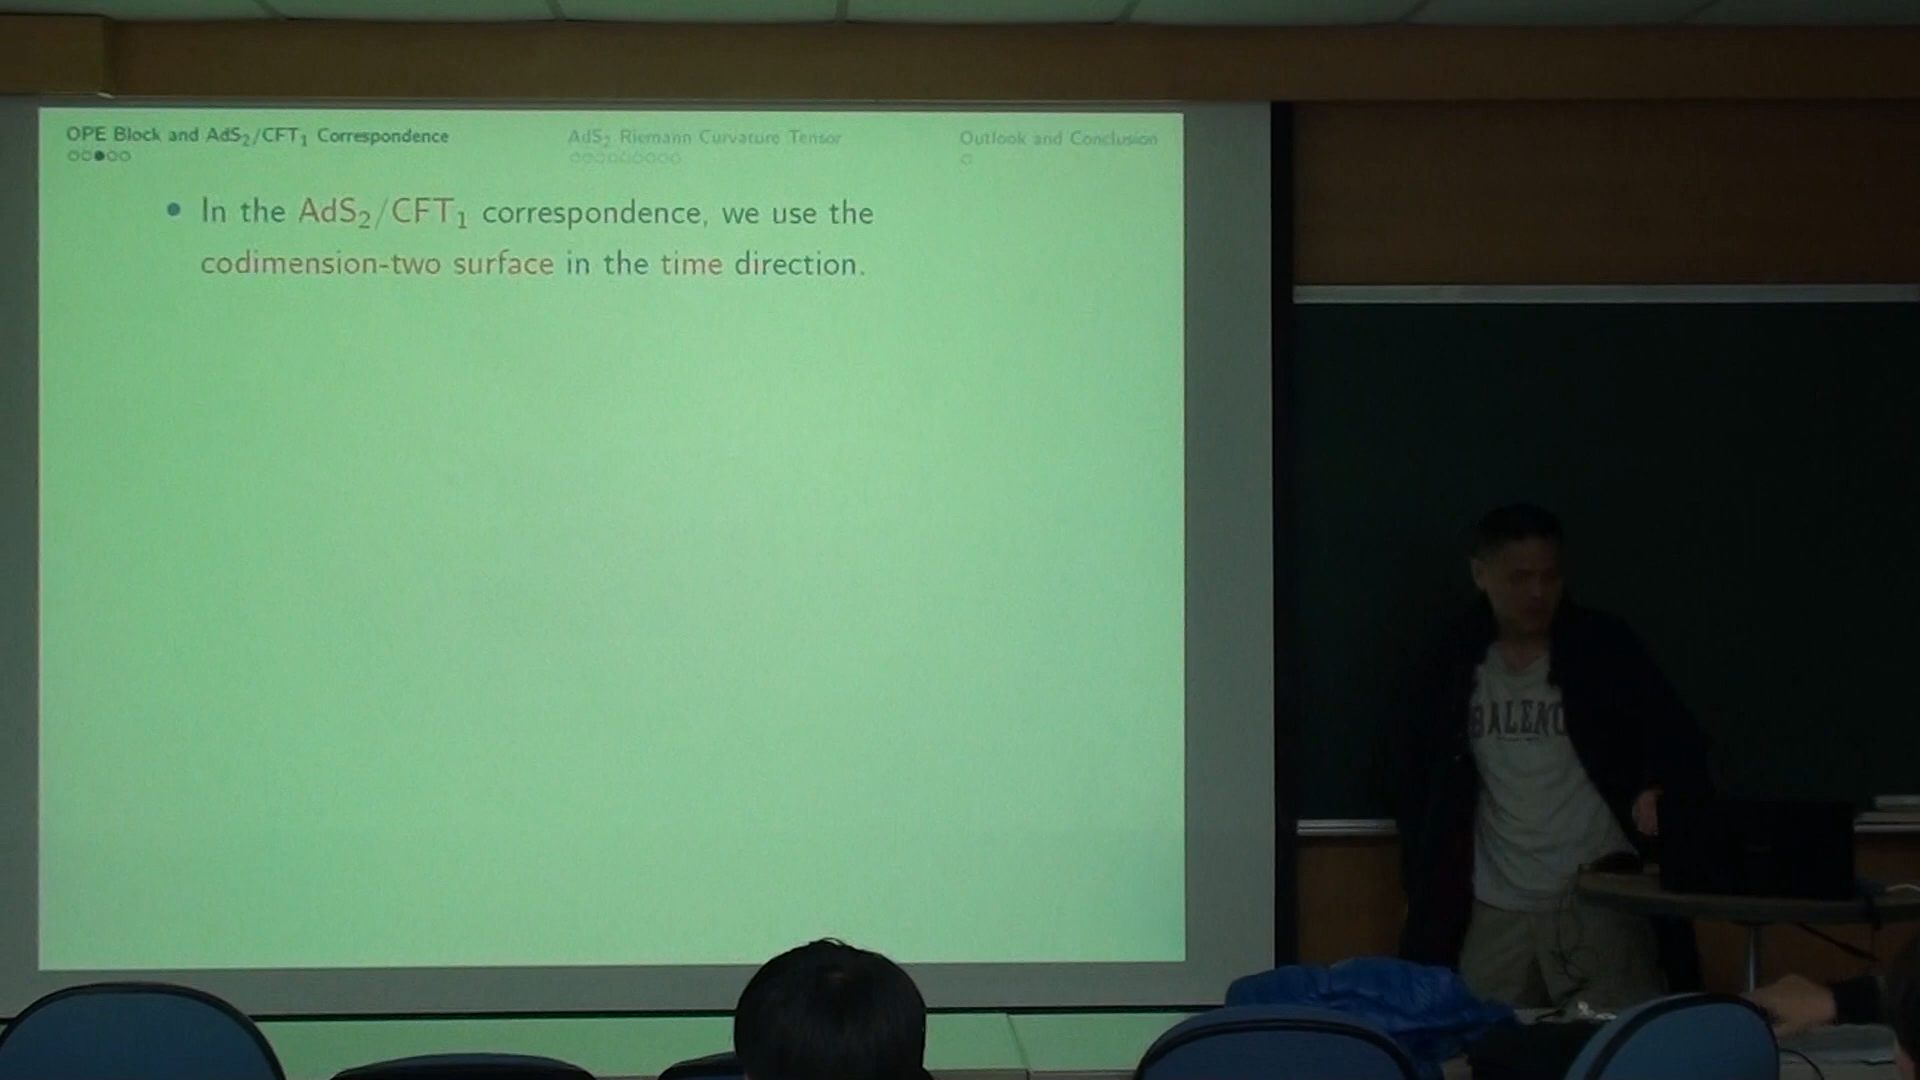 OPE Block and AdS₂/CFT₁ Correspondence
AdS₂ Riemann Curvature Tensor
Outlook and Conclusion
• In the AdS₂/CFT₁ correspondence, we use the
codimension-two surface in the time direction.
BALENC